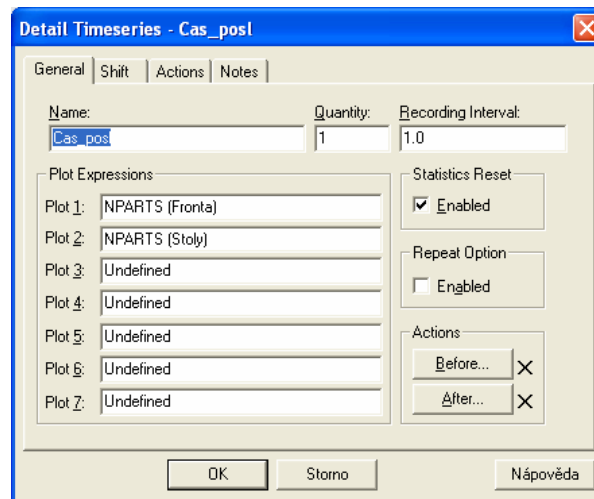 Detail Timeseries - Cas_posl
General Shift Actions Notes
Name: Quantity: Recording Interval:
Cas_posl 1 1.0
Plot Expressions
Plot 1: NPARTS (Fronta)
Plot 2: NPARTS (Stoly)
Plot 3: Undefined
Plot 4: Undefined
Plot 5: Undefined
Plot 6: Undefined
Plot 7: Undefined
Statistics Reset
Enabled
Repeat Option
Enabled
Actions
Before...
After...
OK Storno Nápověda